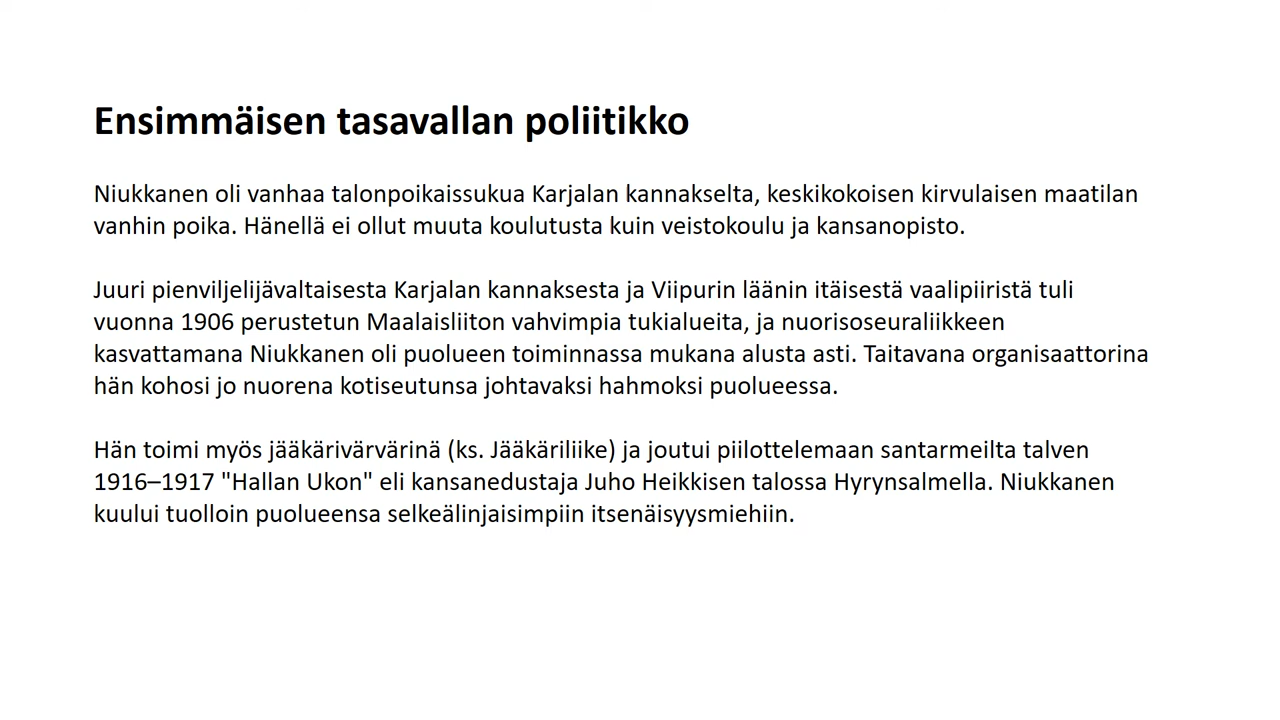 Ensimmäisen tasavallan poliitikko
Niukkanen oli vanhaa talonpoikaissukua Karjalan kannakselta, keskikokoisen kirvulaisen maatilan
vanhin poika. Hänellä ei ollut muuta koulutusta kuin veistokoulu ja kansanopisto.
Juuri pienviljelijävaltaisesta Karjalan kannaksesta ja Viipurin läänin itäisestä vaalipiiristä tuli
vuonna 1906 perustetun Maalaisliiton vahvimpia tukialueita, ja nuorisoseuraliikkeen
kasvattamana Niukkanen oli puolueen toiminnassa mukana alusta asti. Taitavana organisaattorina
hän kohosi jo nuorena kotiseutunsa johtavaksi hahmoksi puolueessa.
Hän toimi myös jääkärivärvärinä (ks. Jääkäriliike) ja joutui piilottelemaan santarmeilta talven
1916–1917 "Hallan Ukon" eli kansanedustaja Juho Heikkisen talossa Hyrynsalmella. Niukkanen
kuului tuolloin puolueensa selkeälinjaisimpiin itsenäisyysmiehiin.